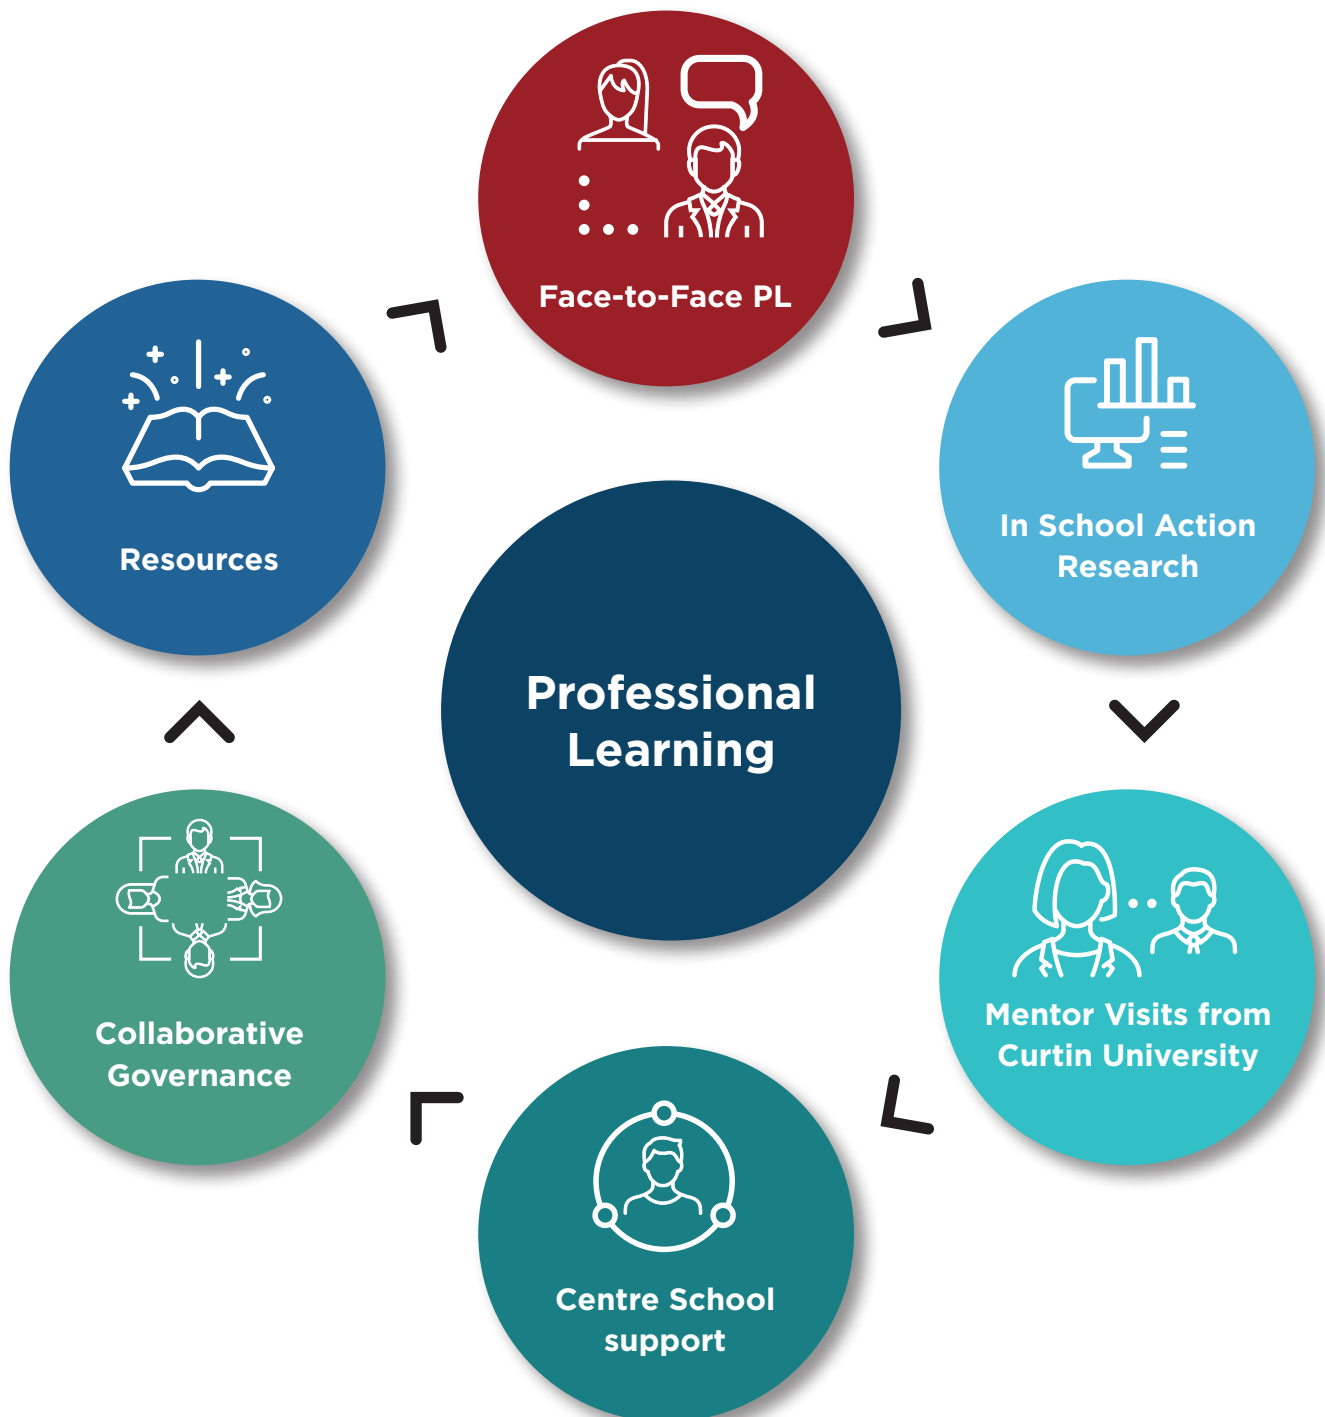 Face-to-Face PL
In School Action
Research
Mentor Visits from
Curtin University
Centre School
support
Collaborative
Governance
Resources
Professional
Learning